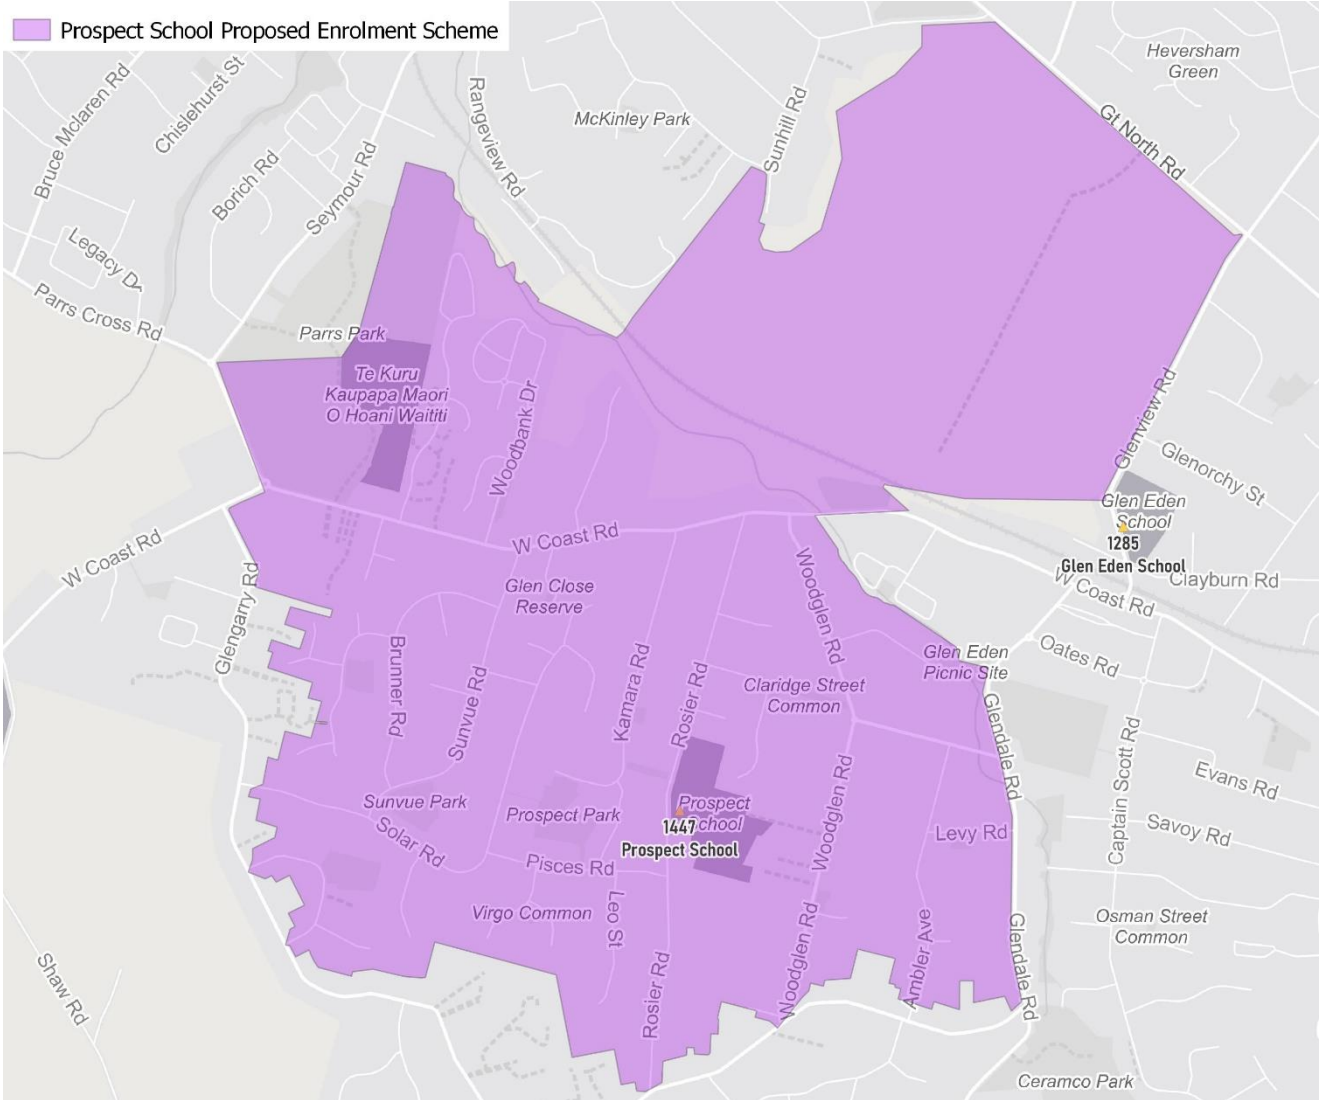 Prospect School Proposed Enrolment Scheme
Heversham
Green
Bruce Mclaren Rd
Chislehurst St
Rangeview Rd
McKinley Park
Sunhill Rd
Gt North Rd
Borich Rd
Seymour Rd
Legacy D
Parrs Cross Rd
Parrs Park
Te Kuru
Kaupapa Maori
O Hoani Waititi
Woodbank Dr
Glenview Rd
Glenorchy St
Glen Eden
School
1285
Glen Eden School
W Coast Rd
W Coast Rd
W Coast Rd
Clayburn Rd
Glengarry Rd
Glen Close
Reserve
Woodglen Rd
Oates Rd
Glen Eden
Picnic Site
Brunner Rd
Sunvue Rd
Kamara Rd
Rosier Rd
Claridge Street
Common
Glendale Rd
Captain Scott Rd
Evans Rd
Sunvue Park
Solar Rd
Prospect Park
Prospect
School
1447
Prospect School
Woodglen Rd
Levy Rd
Savoy Rd
Pisces Rd
Virgo Common
Leo St
Osman Street
Common
Shaw Rd
Rosier Rd
Woodglen Rd
Ambler Ave
Glendale Rd
Ceramco Park